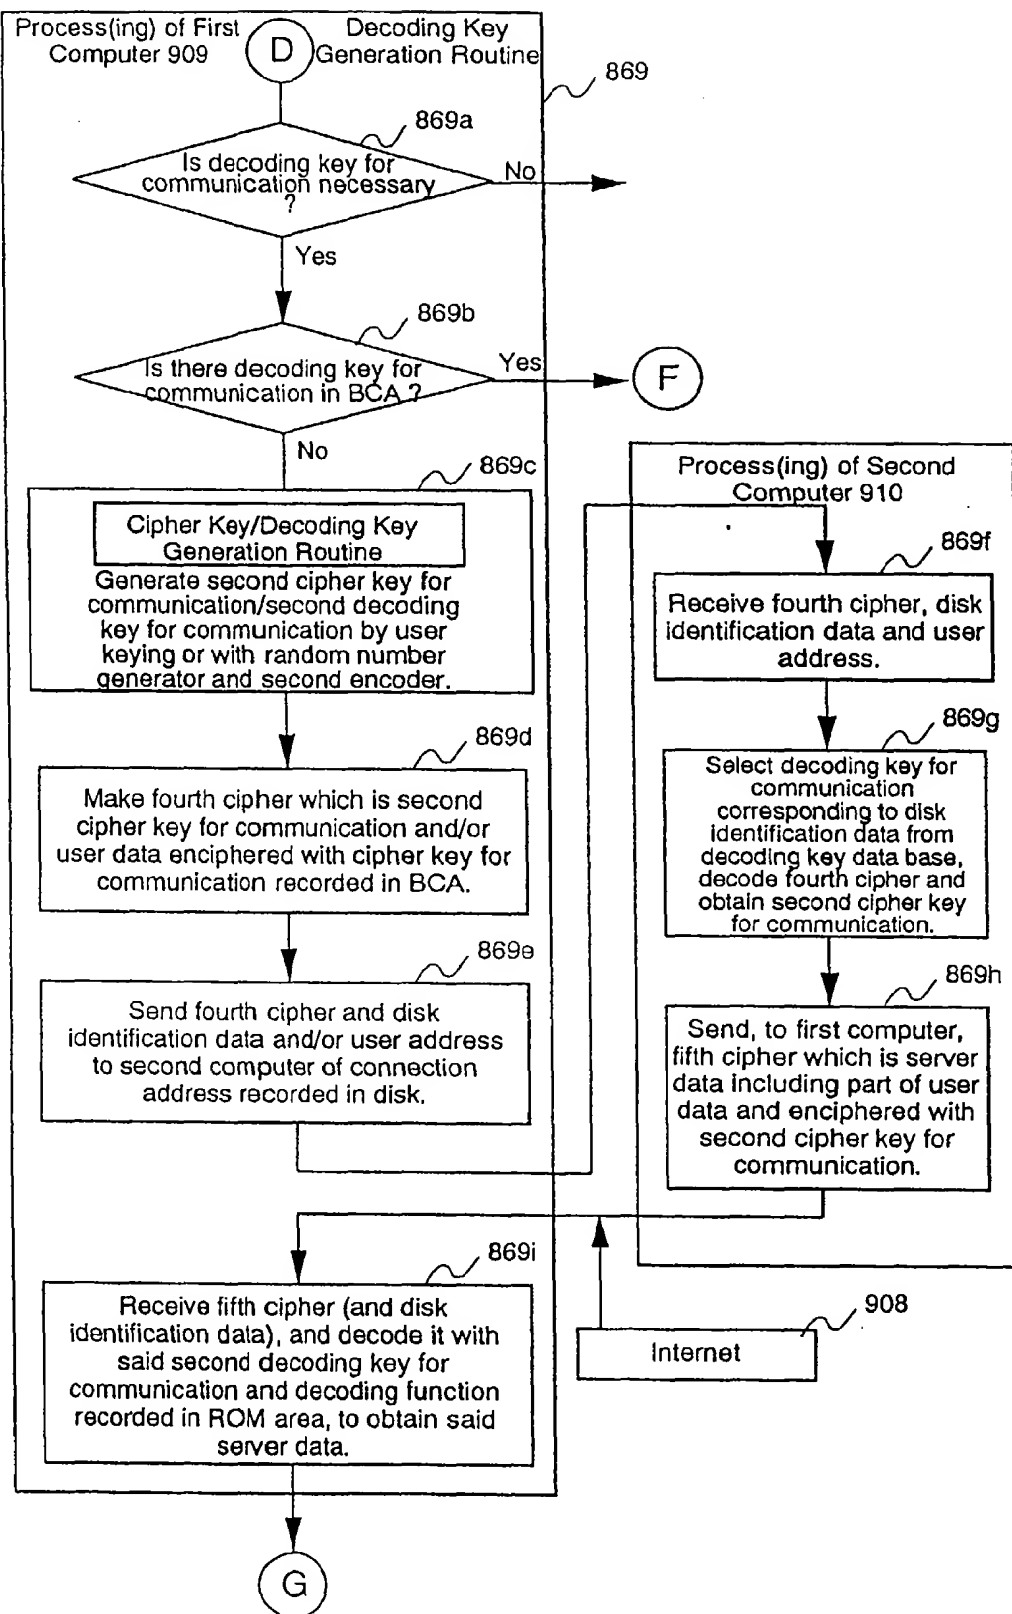 Process(ing) of First
Computer 909
D
Decoding Key
Generation Routine
869
869a
Is decoding key for
communication necessary
?
No
Yes
869b
Is there decoding key for
communication in BCA ?
Yes
F
No
869c
Cipher Key/Decoding Key
Generation Routine
Generate second cipher key for
communication/second decoding
key for communication by user
keying or with random number
generator and second encoder.
869d
Make fourth cipher which is second
cipher key for communication and/or
user data enciphered with cipher key for
communication recorded in BCA.
869e
Send fourth cipher and disk
identification data and/or user address
to second computer of connection
address recorded in disk.
Process(ing) of Second
Computer 910
869f
Receive fourth cipher, disk
identification data and user
address.
869g
Select decoding key for
communication
corresponding to disk
identification data from
decoding key data base,
decode fourth cipher and
obtain second cipher key
for communication.
869h
Send, to first computer,
fifth cipher which is server
data including part of user
data and enciphered with
second cipher key for
communication.
869i
Receive fifth cipher (and disk
identification data), and decode it with
said second decoding key for
communication and decoding function
recorded in ROM area, to obtain said
server data.
908
Internet
G